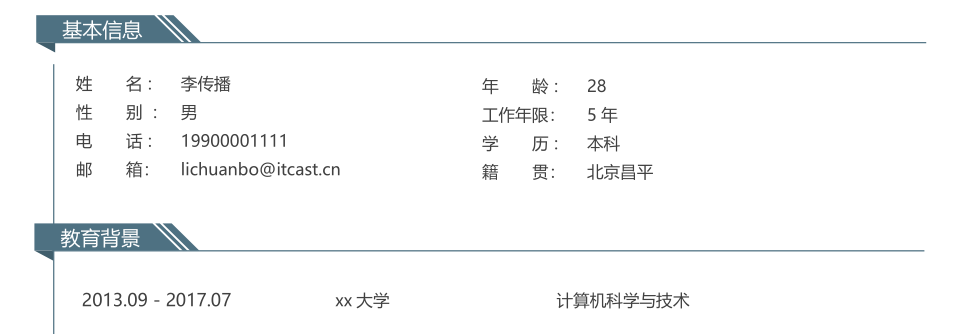 基本信息
姓 名： 李传播
年 龄： 28
性 别 ： 男
工作年限： 5 年
电 话： 19900001111
学 历： 本科
邮 箱： lichuanbo@itcast.cn
籍 贯： 北京昌平
教育背景
2013.09 - 2017.07 xx 大学 计算机科学与技术